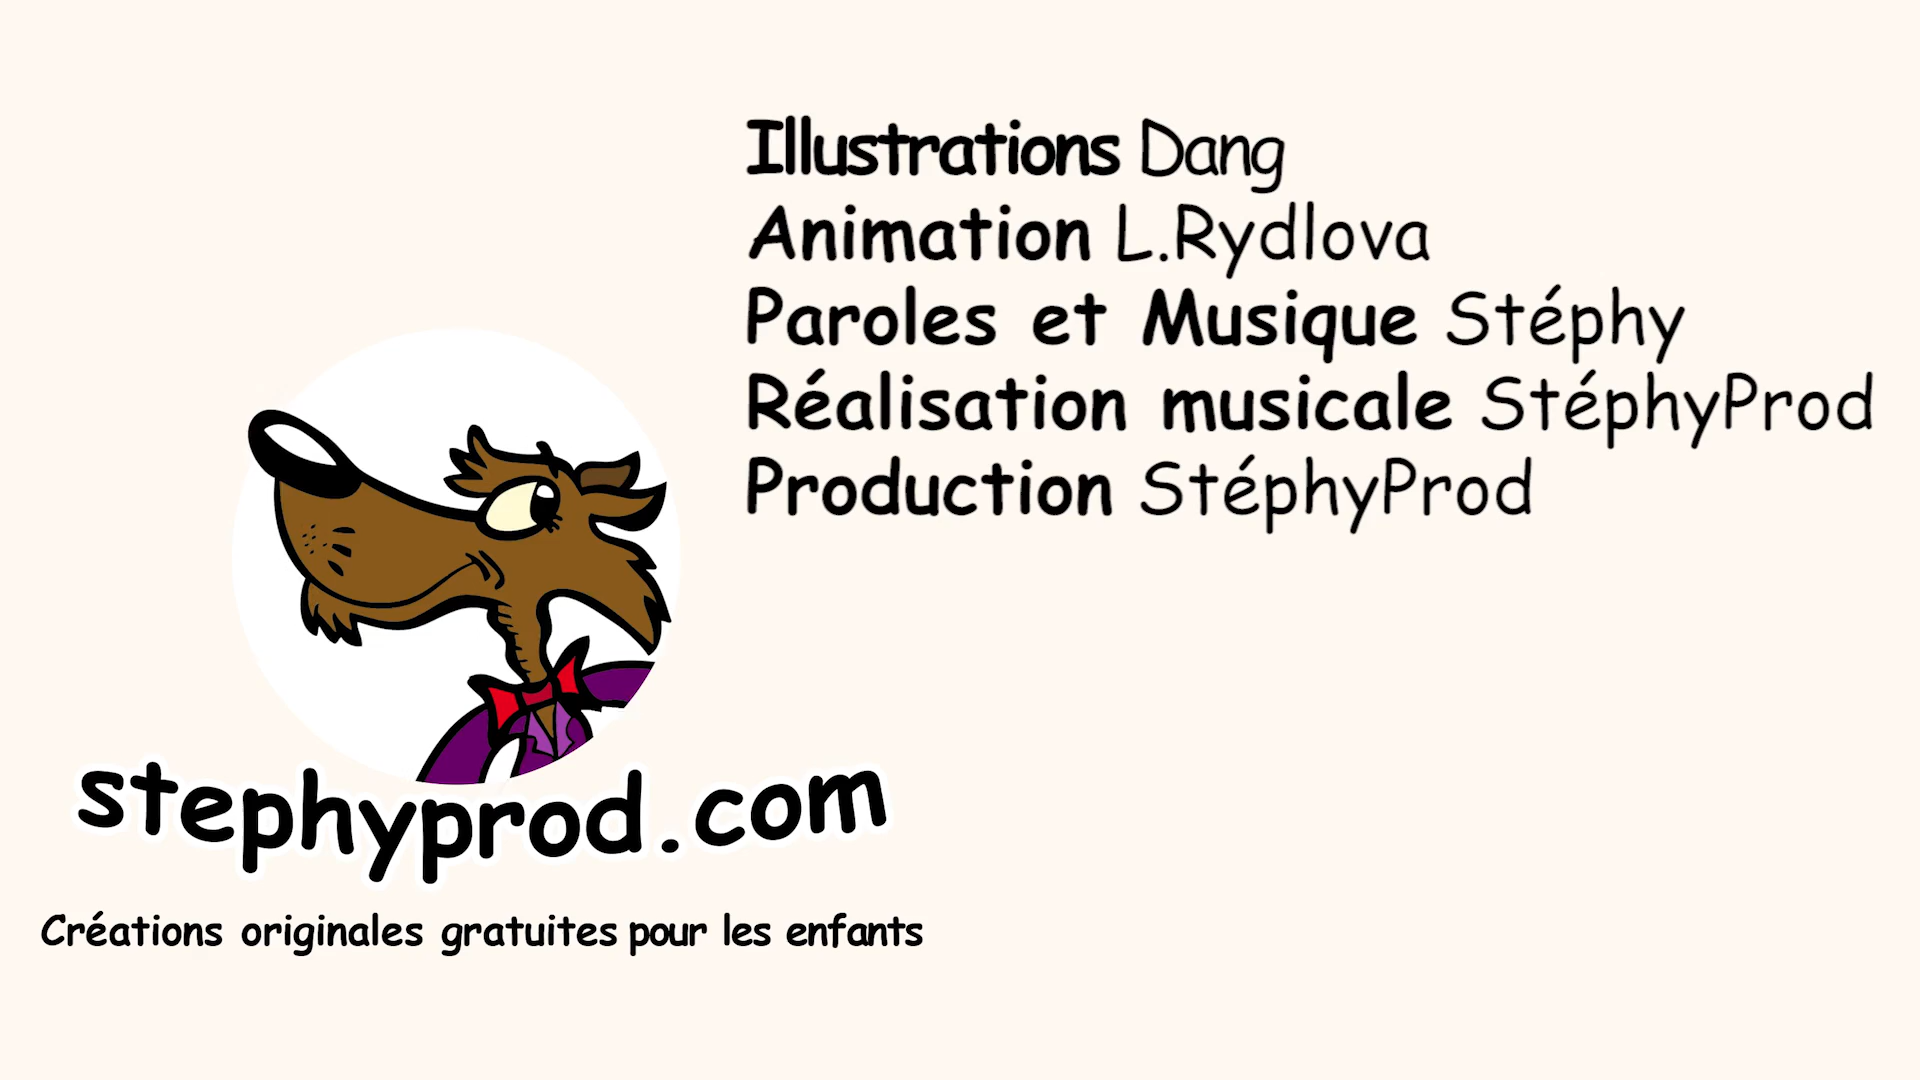 Illustrations Dang
Animation L.Rydlova
Paroles et Musique Stéphy
Réalisation musicale StéphyProd
Production StéphyProd
stephyprod.com
Créations originales gratuites pour les enfants